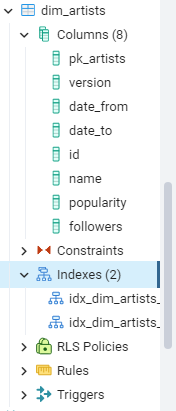 dim_artists
Columns (8)
pk_artists
version
date_from
date_to
id
name
popularity
followers
Constraints
Indexes (2)
idx_dim_artists_
idx_dim_artists_
RLS Policies
Rules
Triggers